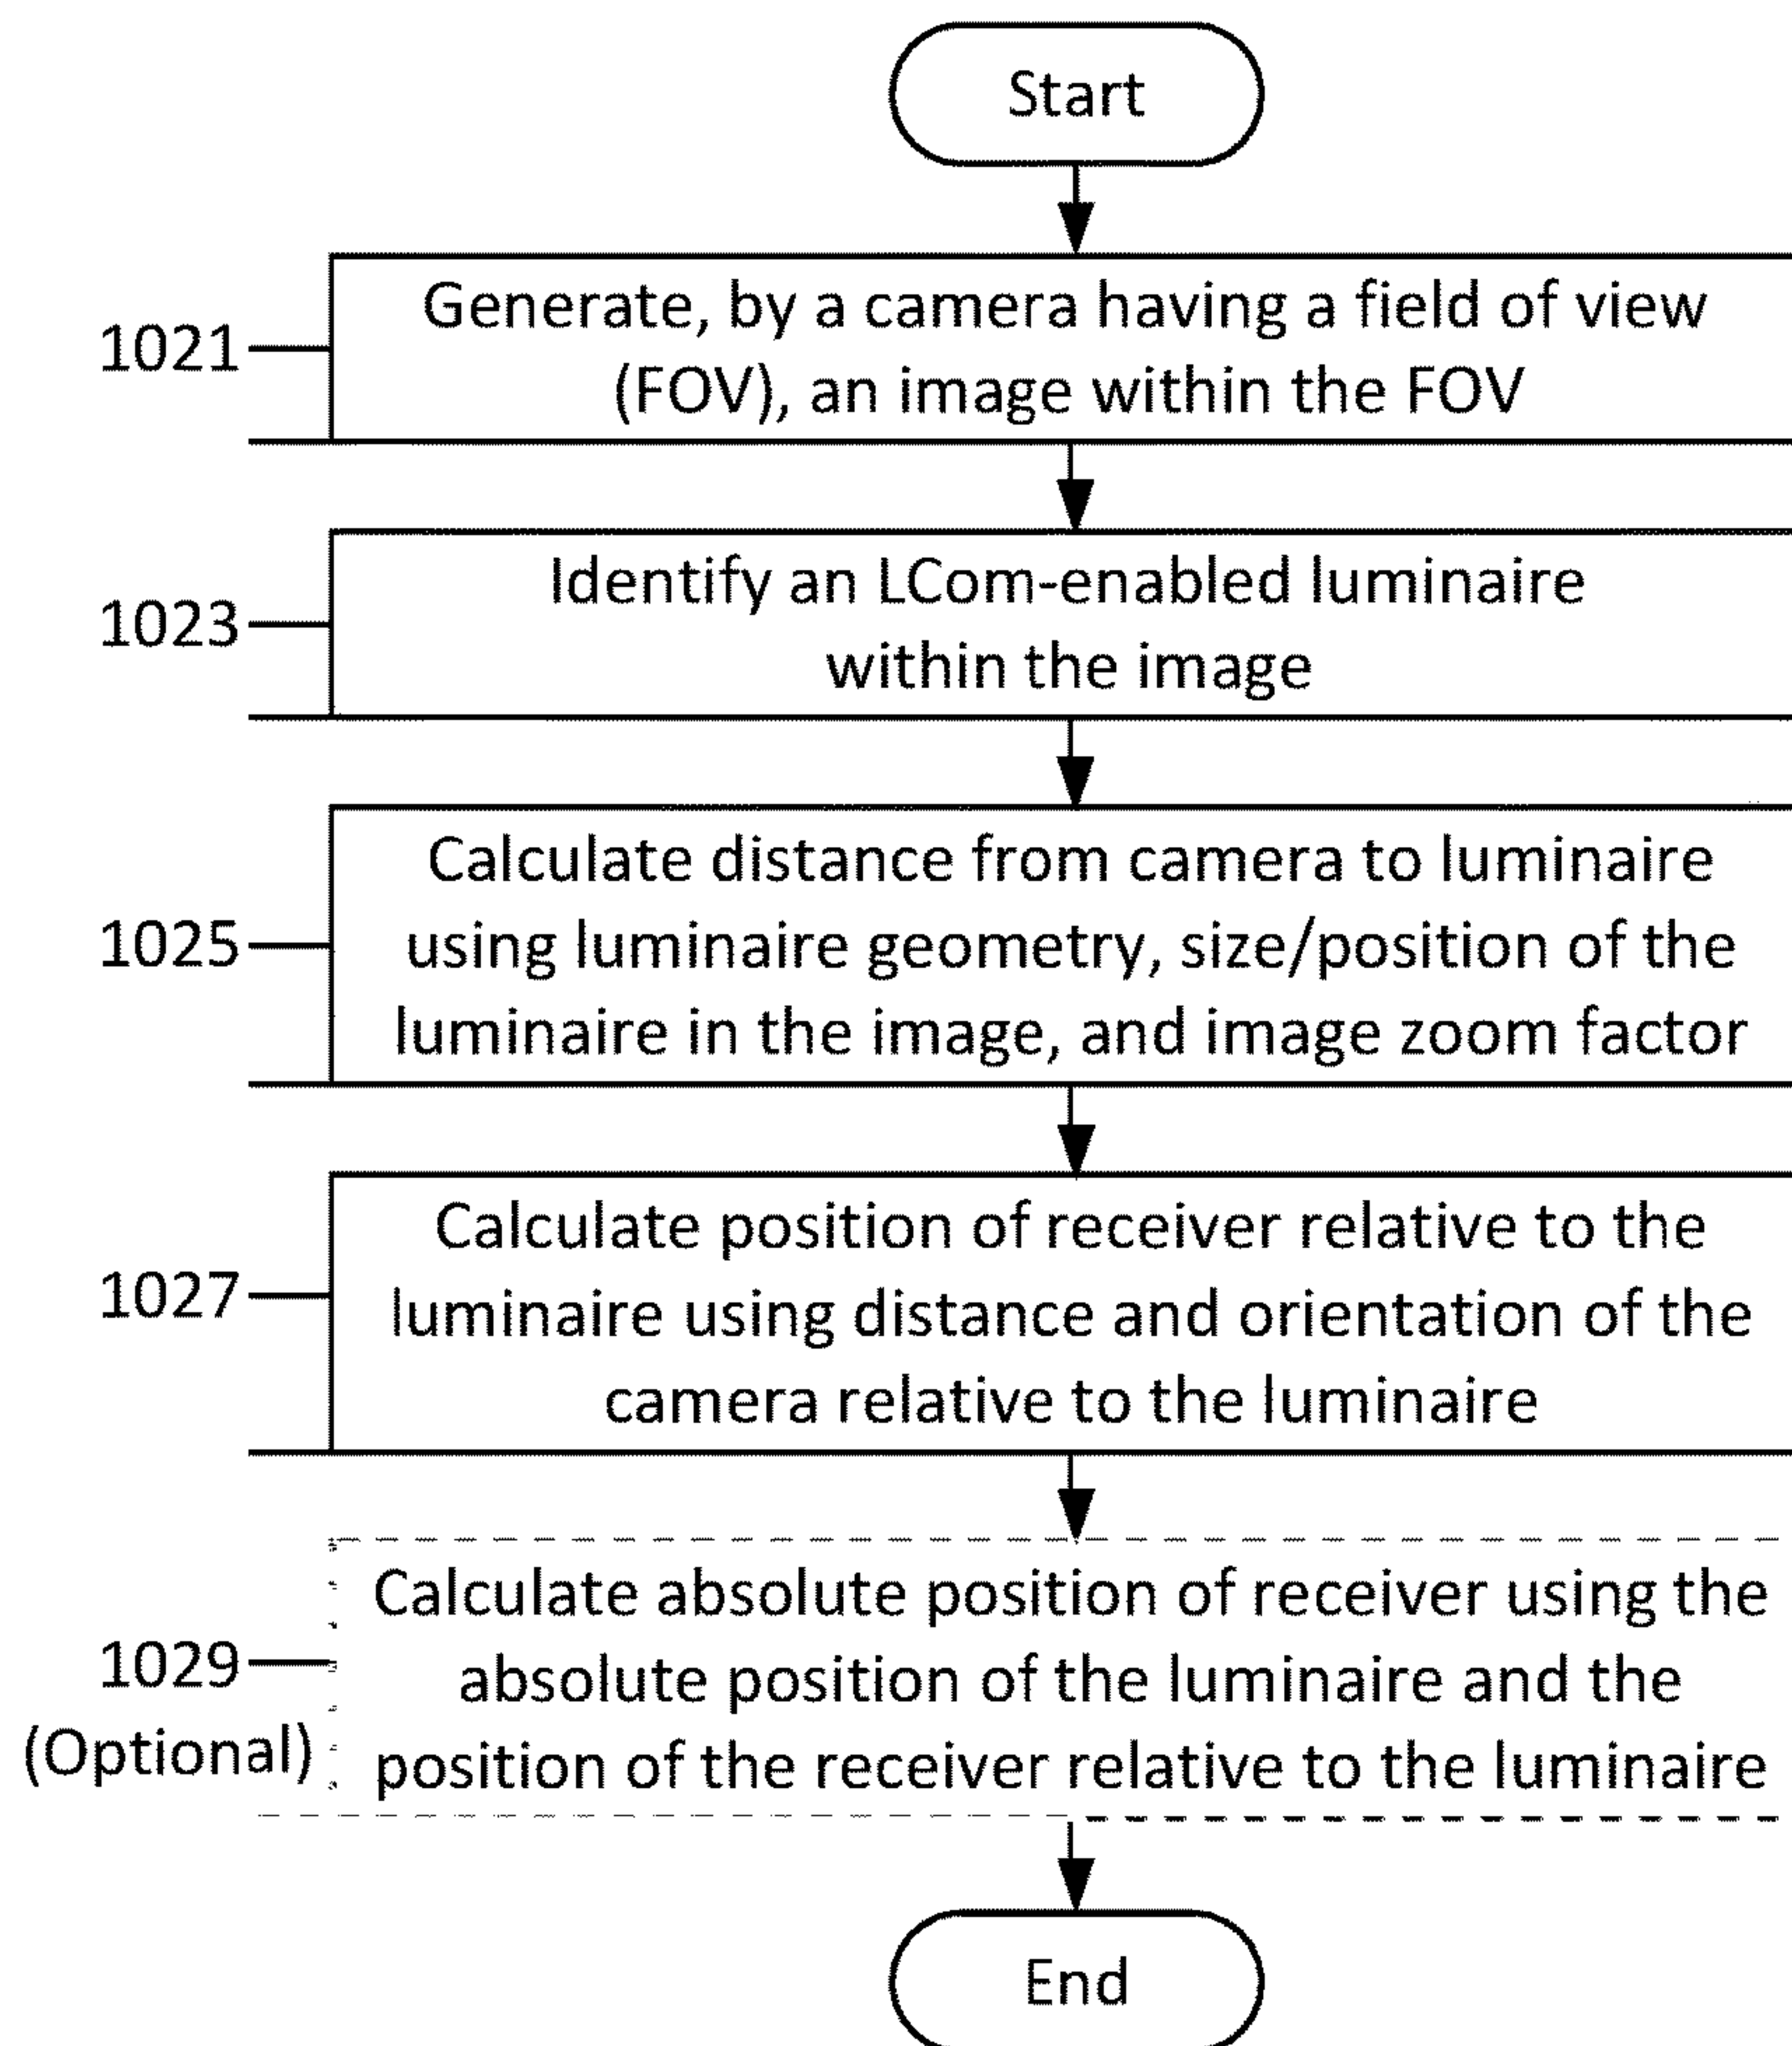 Start
1021
Generate, by a camera having a field of view
(FOV), an image within the FOV
1023
Identify an LCom-enabled luminaire
within the image
1025
Calculate distance from camera to luminaire
using luminaire geometry, size/position of the
luminaire in the image, and image zoom factor
1027
Calculate position of receiver relative to the
luminaire using distance and orientation of the
camera relative to the luminaire
1029
(Optional)
Calculate absolute position of receiver using the
absolute position of the luminaire and the
position of the receiver relative to the luminaire
End